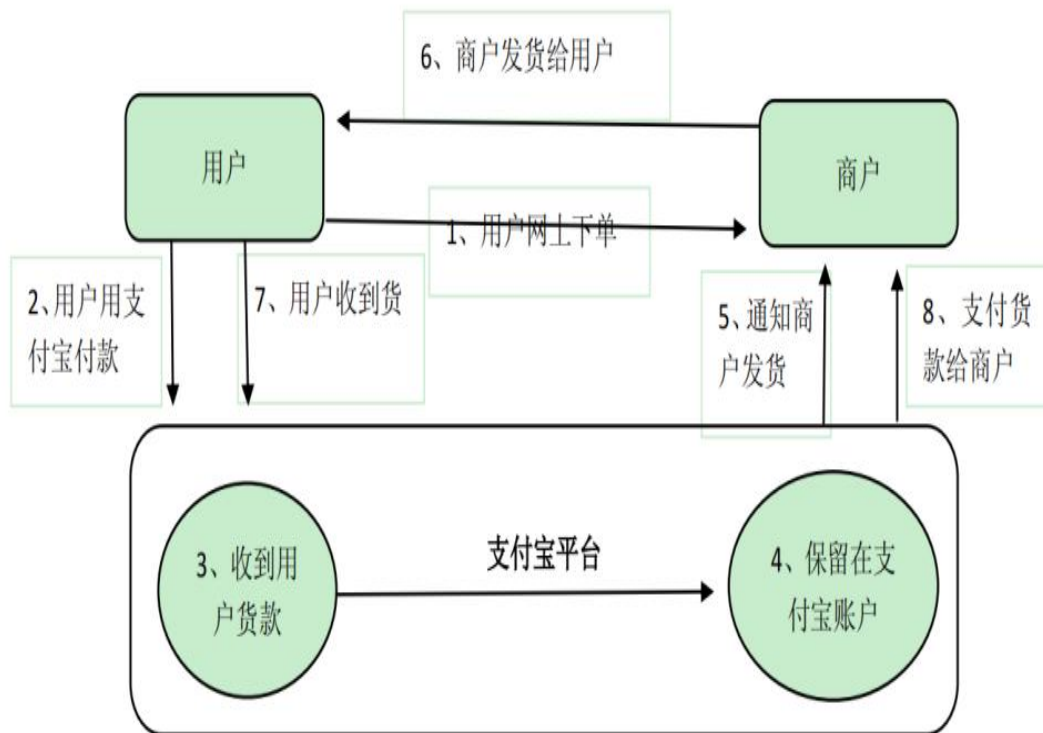 6、商户发货给用户
用户
商户
1、用户网上下单
2、用户用支
付宝付款
7、用户收到货
5、通知商
户发货
8、支付货
款给商户
支付宝平台
3、收到用
户货款
4、保留在支
付宝账户